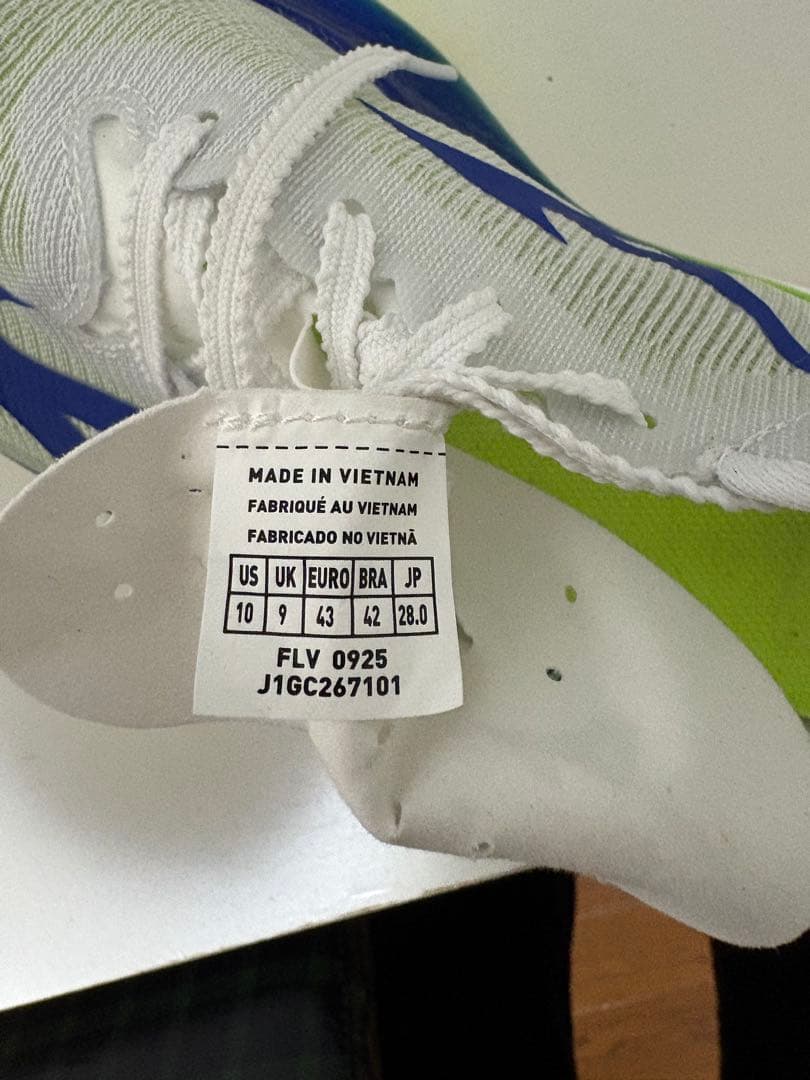 MADE IN VIETNAM
FABRIQUÉ AU VIETNAM
FABRICADO NO VIETNÃ
US UK EURO BRA JP
10 9 43 42 28.0
FLV 0925
J1GC267101